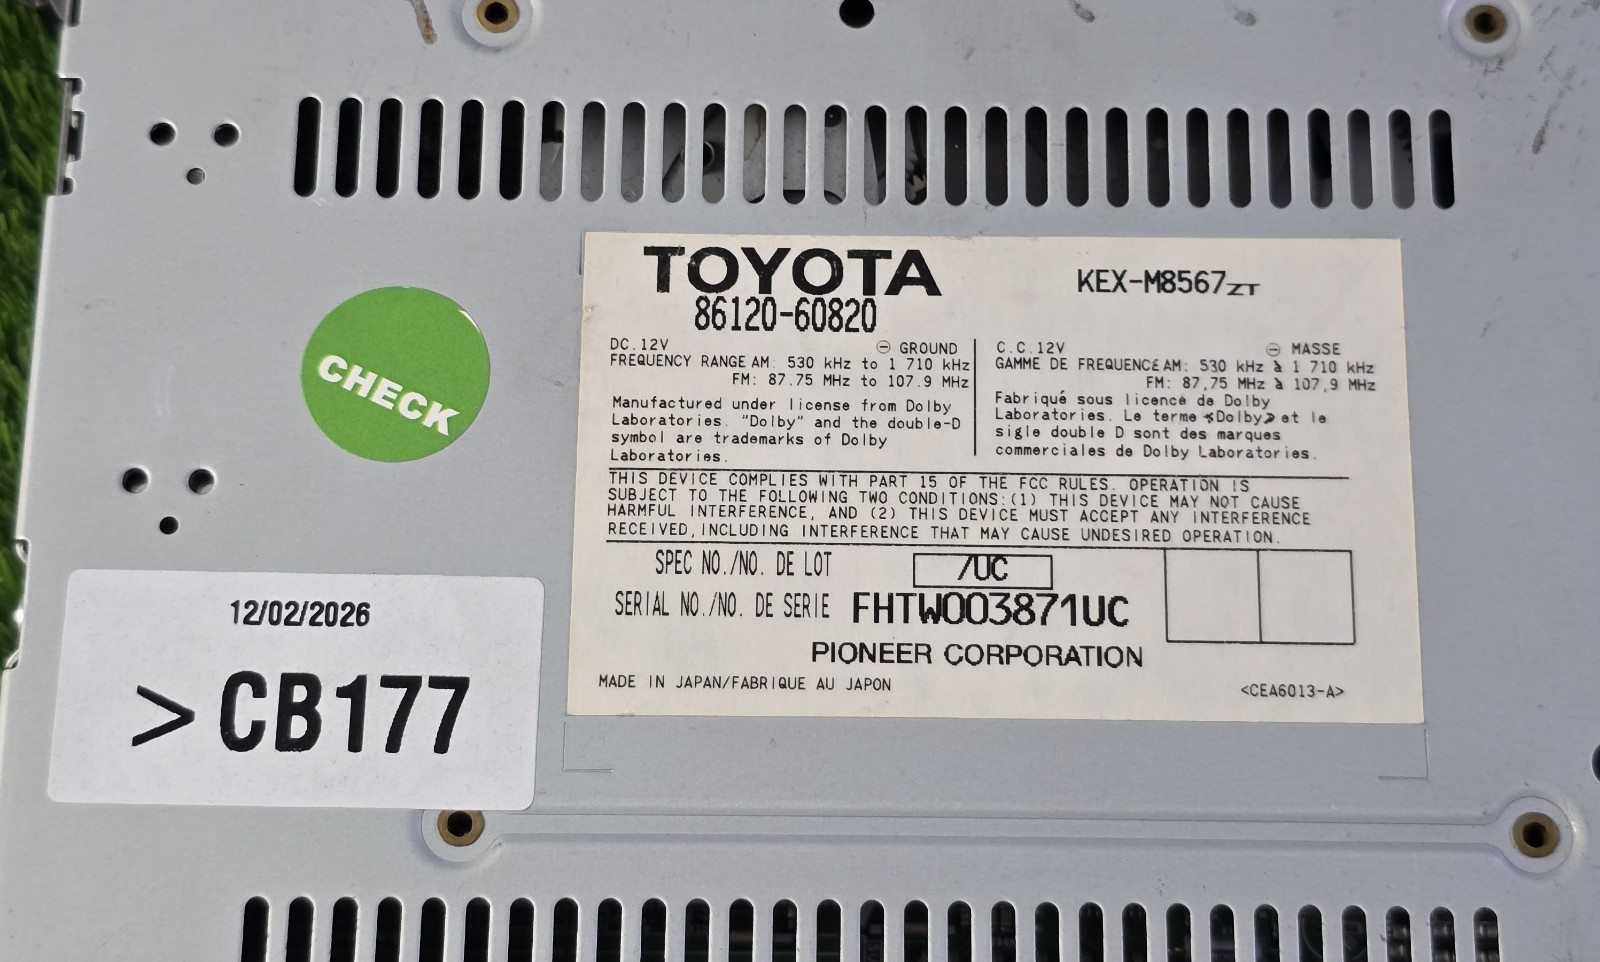 TOYOTA
86120-60820
KEX-M8567ZT
DC.12V ⊖ GROUND
FREQUENCY RANGE AM: 530 kHz to 1 710 kHz
FM: 87.75 MHz to 107.9 MHz
Manufactured under license from Dolby
Laboratories. "Dolby" and the double-D
symbol are trademarks of Dolby
Laboratories.
C.C.12V ⊖ MASSE
GAMME DE FREQUENCE AM: 530 kHz à 1 710 kHz
FM: 87,75 MHz à 107,9 MHz
Fabriqué sous licence de Dolby
Laboratories. Le terme «Dolby» et le
sigle double D sont des marques
commerciales de Dolby Laboratories.
THIS DEVICE COMPLIES WITH PART 15 OF THE FCC RULES. OPERATION IS
SUBJECT TO THE FOLLOWING TWO CONDITIONS:(1) THIS DEVICE MAY NOT CAUSE
HARMFUL INTERFERENCE, AND (2) THIS DEVICE MUST ACCEPT ANY INTERFERENCE
RECEIVED,INCLUDING INTERFERENCE THAT MAY CAUSE UNDESIRED OPERATION.
SPEC NO./NO. DE LOT /UC
SERIAL NO./NO. DE SERIE FHTW003871UC
PIONEER CORPORATION
MADE IN JAPAN/FABRIQUE AU JAPON <CEA6013-A>
CHECK
12/02/2026
>CB177